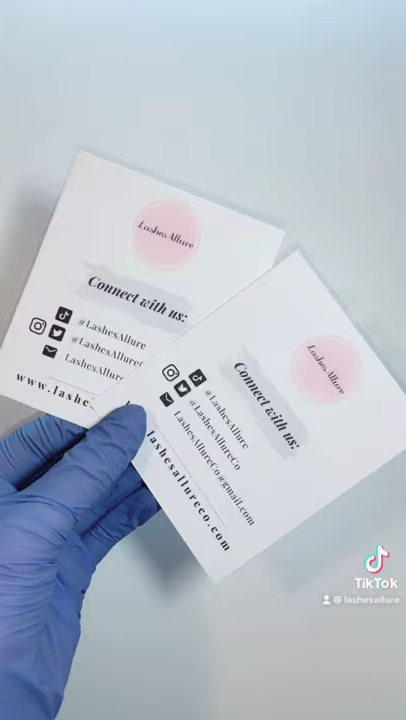 LashesAllure
Connect with us:
@LashesAllure
@LashesAllure
LashesAllure
www.lashe
LashesAllure
Connect with us:
@LashesAllure
@LashesAllureCo
LashesAllureCo@gmail.com
lashesallureco.com
TikTok
@lashesallure